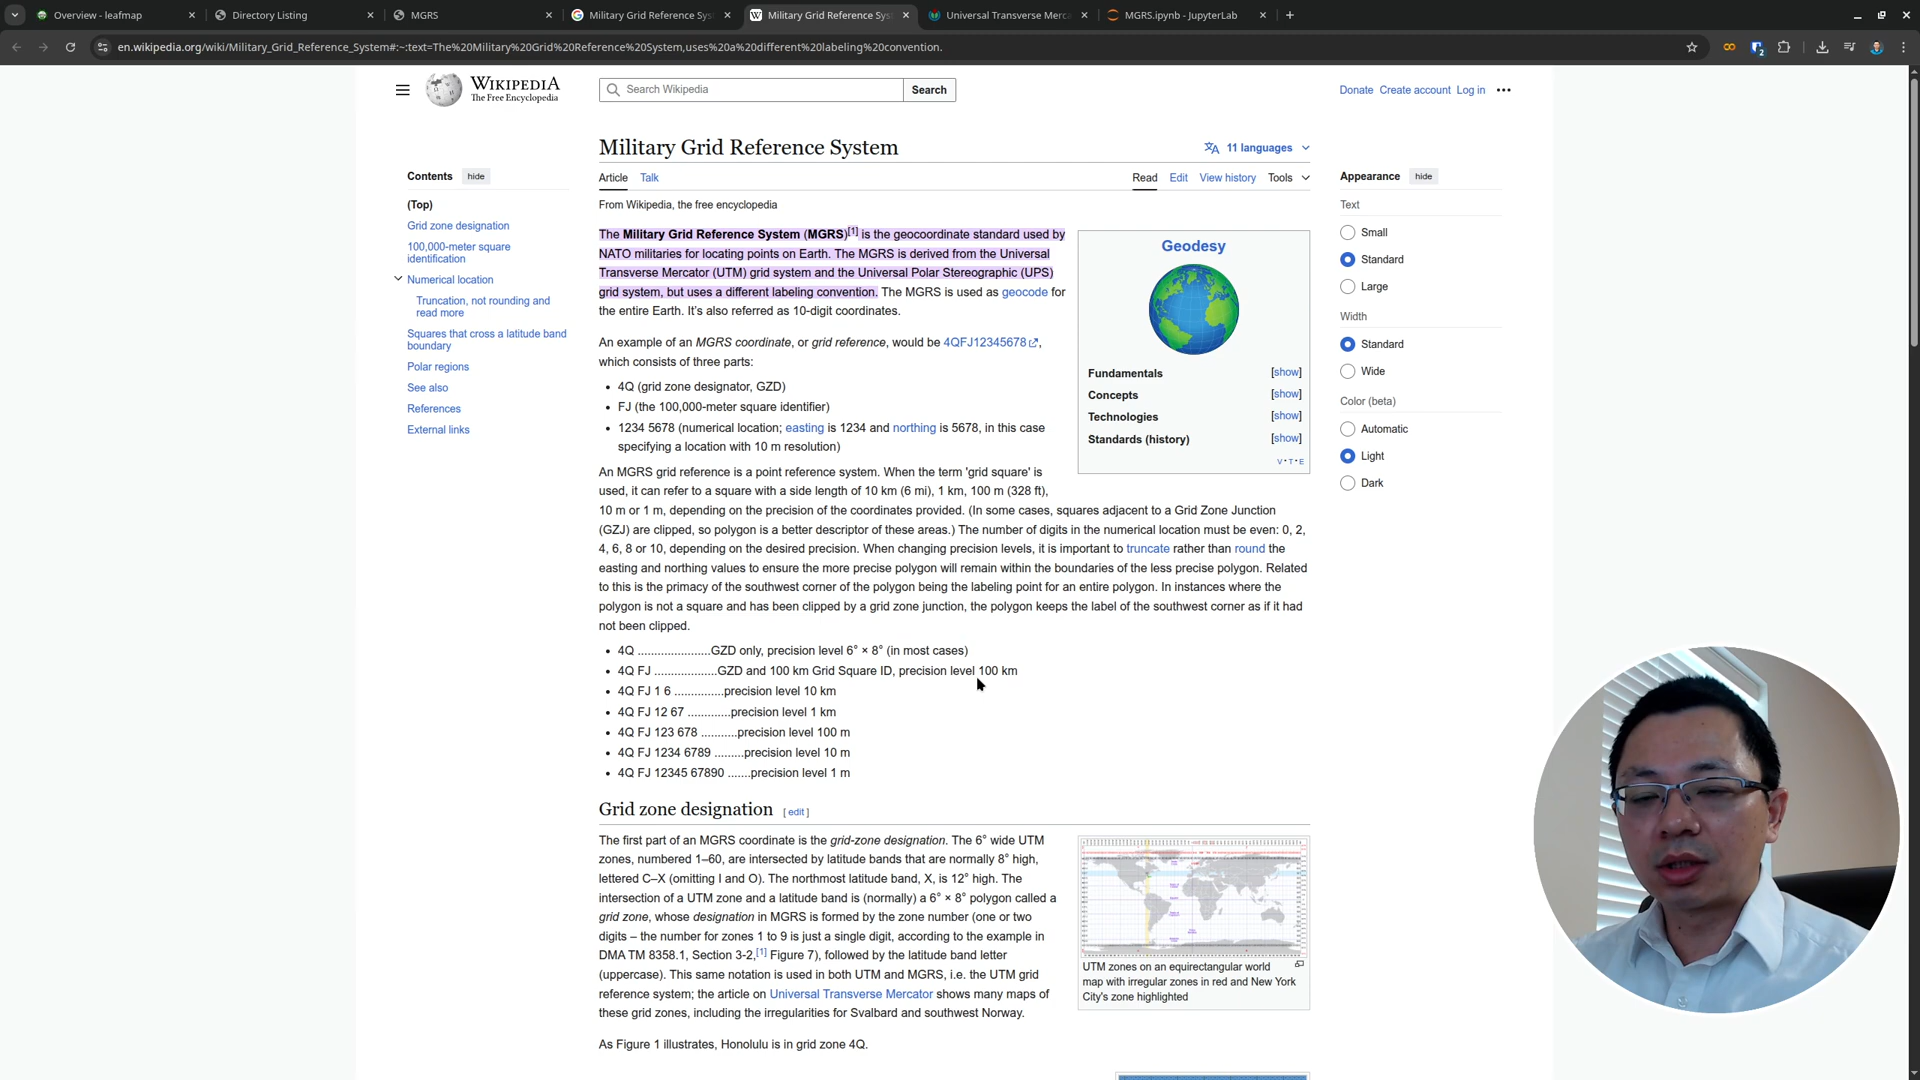 Overview - leafmap
Directory Listing
MGRS
Military Grid Reference Sys
Military Grid Reference Sys
Universal Transverse Merca
MGRS.ipynb - JupyterLab
en.wikipedia.org/wiki/Military_Grid_Reference_System#:~:text=The%20Military%20Grid%20Reference%20System,uses%20a%20different%20labeling%20convention.
WIKIPEDIA
The Free Encyclopedia
Search Wikipedia
Search
Donate Create account Log in
Military Grid Reference System
11 languages
Article Talk
Read Edit View history Tools
From Wikipedia, the free encyclopedia
Contents hide
(Top)
Grid zone designation
100,000-meter square
identification
Numerical location
Truncation, not rounding and
read more
Squares that cross a latitude band
boundary
Polar regions
See also
References
External links
The Military Grid Reference System (MGRS)[1] is the geocoordinate standard used by
NATO militaries for locating points on Earth. The MGRS is derived from the Universal
Transverse Mercator (UTM) grid system and the Universal Polar Stereographic (UPS)
grid system, but uses a different labeling convention. The MGRS is used as geocode for
the entire Earth. It's also referred as 10-digit coordinates.
An example of an MGRS coordinate, or grid reference, would be 4QFJ12345678,
which consists of three parts:
• 4Q (grid zone designator, GZD)
• FJ (the 100,000-meter square identifier)
• 1234 5678 (numerical location; easting is 1234 and northing is 5678, in this case
specifying a location with 10 m resolution)
An MGRS grid reference is a point reference system. When the term 'grid square' is
used, it can refer to a square with a side length of 10 km (6 mi), 1 km, 100 m (328 ft),
10 m or 1 m, depending on the precision of the coordinates provided. (In some cases, squares adjacent to a Grid Zone Junction
(GZJ) are clipped, so polygon is a better descriptor of these areas.) The number of digits in the numerical location must be even: 0, 2,
4, 6, 8 or 10, depending on the desired precision. When changing precision levels, it is important to truncate rather than round the
easting and northing values to ensure the more precise polygon will remain within the boundaries of the less precise polygon. Related
to this is the primacy of the southwest corner of the polygon being the labeling point for an entire polygon. In instances where the
polygon is not a square and has been clipped by a grid zone junction, the polygon keeps the label of the southwest corner as if it had
not been clipped.
• 4Q ......................GZD only, precision level 6° × 8° (in most cases)
• 4Q FJ ...................GZD and 100 km Grid Square ID, precision level 100 km
• 4Q FJ 1 6 ...............precision level 10 km
• 4Q FJ 12 67 .............precision level 1 km
• 4Q FJ 123 678 ...........precision level 100 m
• 4Q FJ 1234 6789 .........precision level 10 m
• 4Q FJ 12345 67890 .......precision level 1 m
Grid zone designation [ edit ]
The first part of an MGRS coordinate is the grid-zone designation. The 6° wide UTM
zones, numbered 1–60, are intersected by latitude bands that are normally 8° high,
lettered C–X (omitting I and O). The northmost latitude band, X, is 12° high. The
intersection of a UTM zone and a latitude band is (normally) a 6° × 8° polygon called a
grid zone, whose designation in MGRS is formed by the zone number (one or two
digits – the number for zones 1 to 9 is just a single digit, according to the example in
DMA TM 8358.1, Section 3-2,[1] Figure 7), followed by the latitude band letter
(uppercase). This same notation is used in both UTM and MGRS, i.e. the UTM grid
reference system; the article on Universal Transverse Mercator shows many maps of
these grid zones, including the irregularities for Svalbard and southwest Norway.
As Figure 1 illustrates, Honolulu is in grid zone 4Q.
Geodesy
Fundamentals [show]
Concepts [show]
Technologies [show]
Standards (history) [show]
V·T·E
UTM zones on an equirectangular world
map with irregular zones in red and New York
City's zone highlighted
Appearance hide
Text
Small
Standard
Large
Width
Standard
Wide
Color (beta)
Automatic
Light
Dark